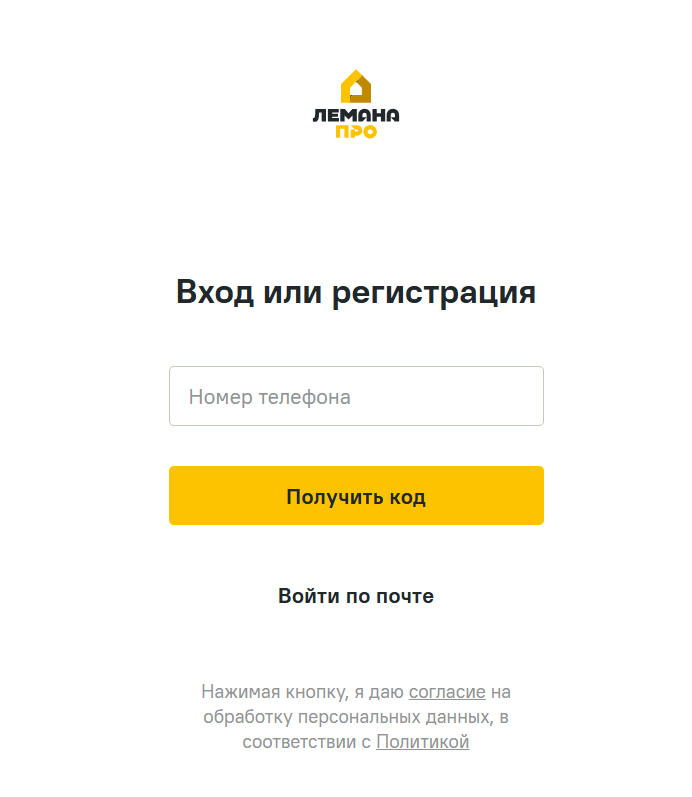 ЛЕМАНА
ПРО
Вход или регистрация
Номер телефона
Получить код
Войти по почте
Нажимая кнопку, я даю согласие на
обработку персональных данных, в
соответствии с Политикой